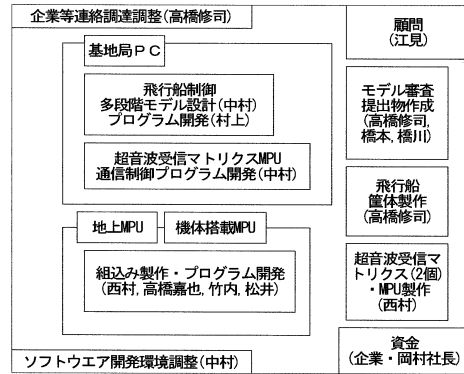 企業等連絡調達調整(高橋修司)
基地局PC
飛行船制御
多段階モデル設計(中村)
プログラム開発(村上)
超音波受信マトリクスMPU
通信制御プログラム開発(中村)
地上MPU
機体搭載MPU
組込み製作・プログラム開発
(西村, 高橋嘉也, 竹内, 松井)
ソフトウエア開発環境調整(中村)
顧問
(江見)
モデル審査
提出物作成
(高橋修司,
橋本, 橋川)
飛行船
筐体製作
(高橋修司)
超音波受信マ
トリクス(2個)
・MPU製作
(西村)
資金
(企業・岡村社長)